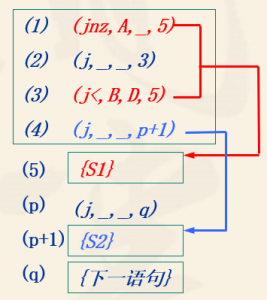 (1) (jnz, A,_,5)
(2) (j,_,_,3)
(3) (j<, B, D, 5)
(4) (j,_,_,p+1)
(5) {S1}
(p) (j,_,_,q)
(p+1) {S2}
(q) {下一语句}